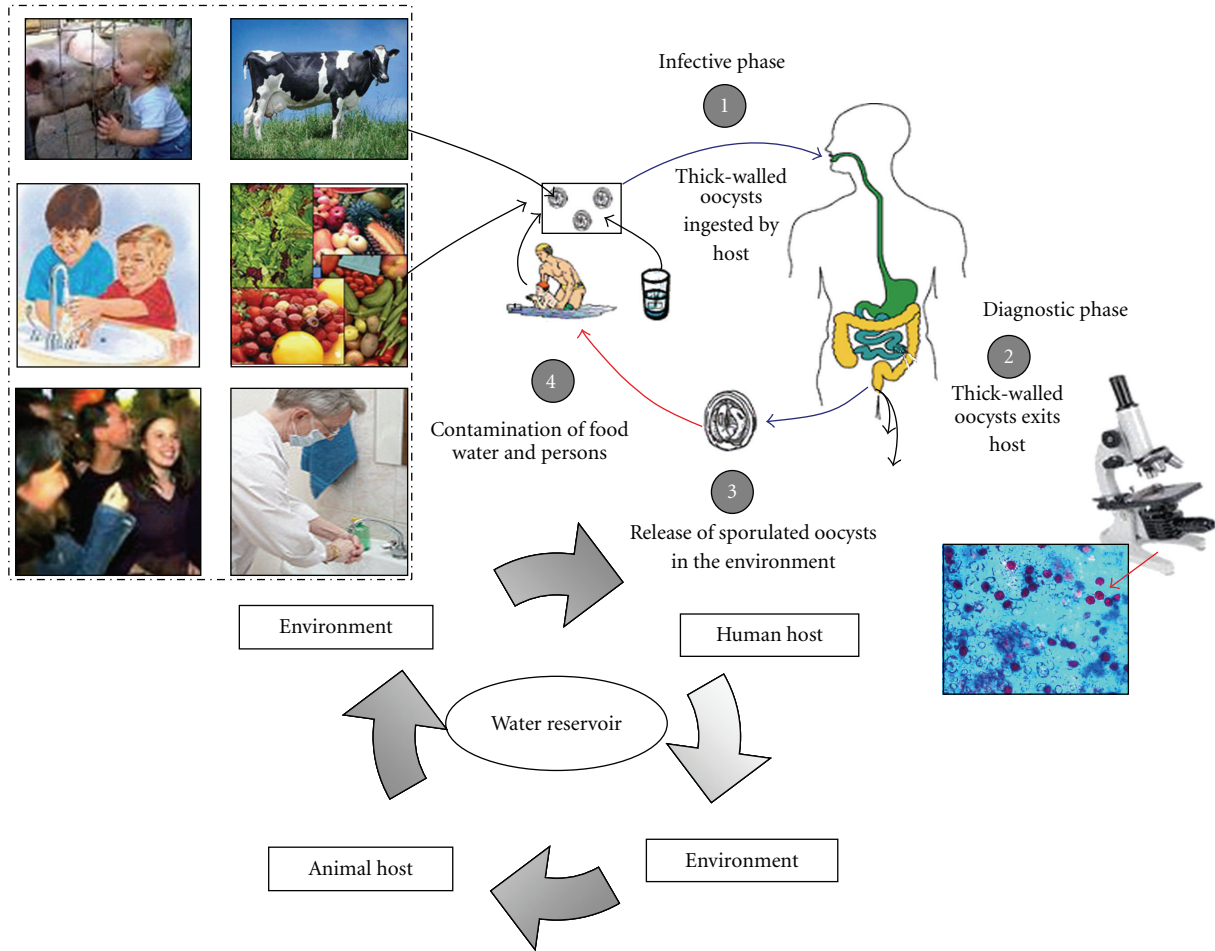 Infective phase
1
Thick-walled
oocysts
ingested by
host
Diagnostic phase
2
Thick-walled
oocysts exits
host
4
Contamination of food
water and persons
3
Release of sporulated oocysts
in the environment
Environment
Human host
Water reservoir
Animal host
Environment